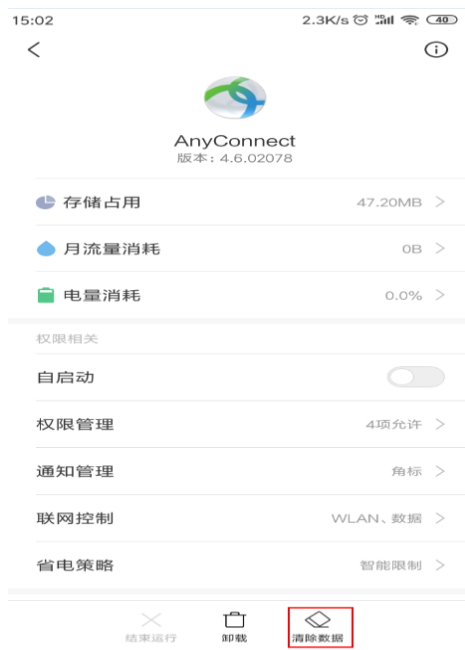 15:02 2.3K/s HD 40
AnyConnect
版本：4.6.02078
存储占用 47.20MB
月流量消耗 0B
电量消耗 0.0%
权限相关
自启动
权限管理 4项允许
通知管理 角标
联网控制 WLAN、数据
省电策略 智能限制
结束运行 卸载 清除数据